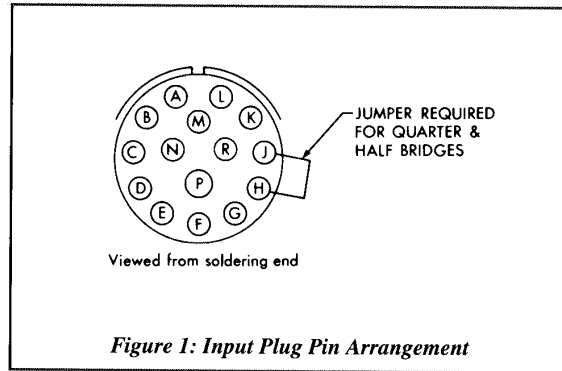 A L
B M K
C N R J
D P H
E F G
JUMPER REQUIRED
FOR QUARTER &
HALF BRIDGES
Viewed from soldering end
Figure 1: Input Plug Pin Arrangement